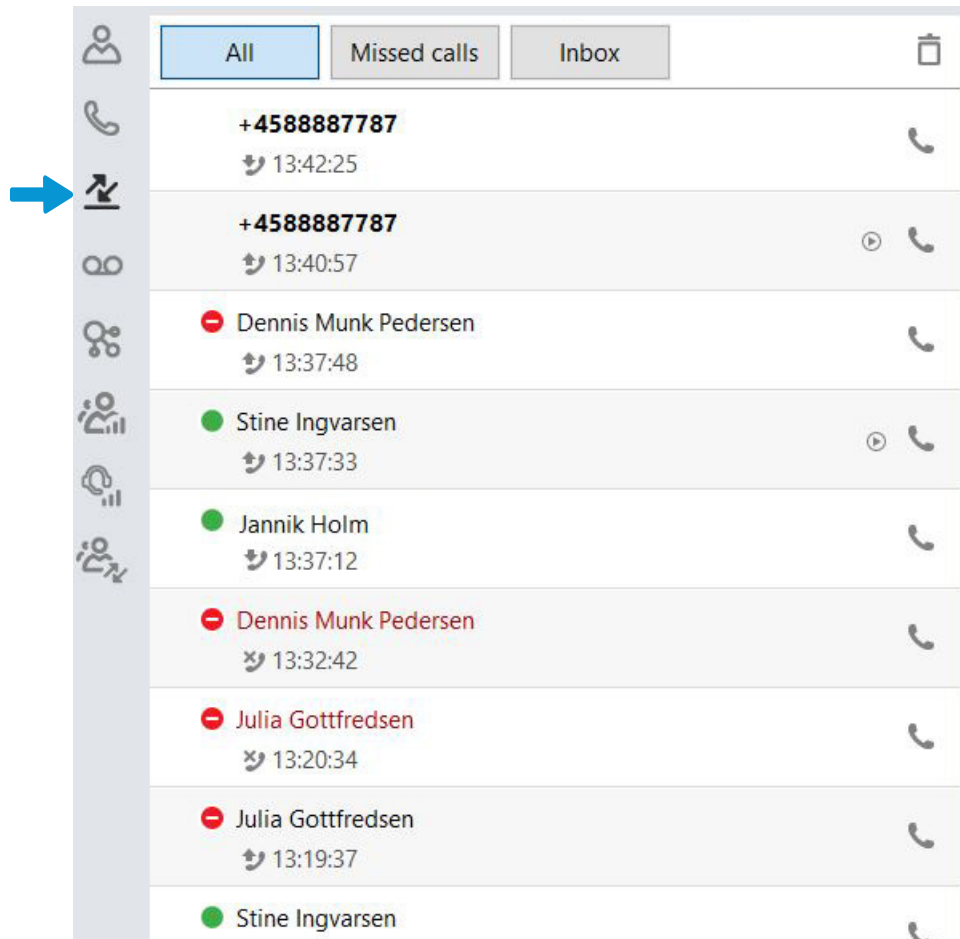 All Missed calls Inbox
+4588887787
13:42:25
+4588887787
13:40:57
Dennis Munk Pedersen
13:37:48
Stine Ingvarsen
13:37:33
Jannik Holm
13:37:12
Dennis Munk Pedersen
13:32:42
Julia Gottfredsen
13:20:34
Julia Gottfredsen
13:19:37
Stine Ingvarsen